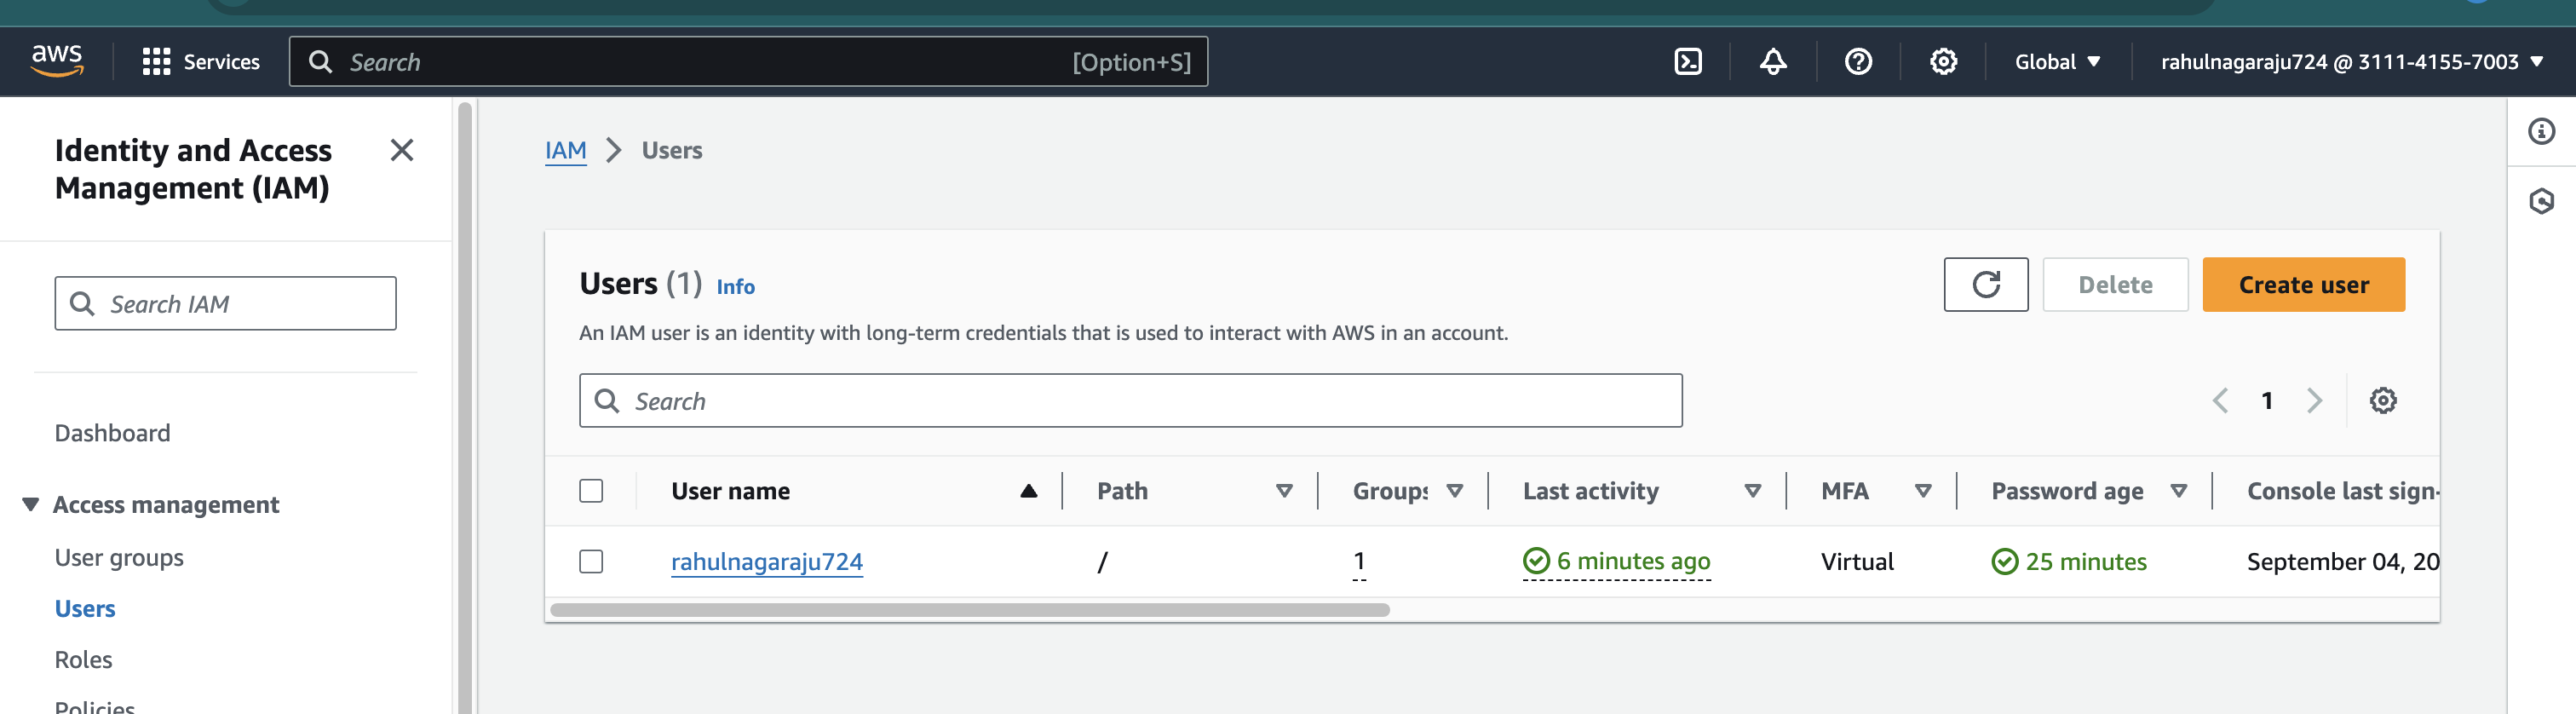 aws
Services
Search
[Option+S]
Global
rahulnagaraju724 @ 3111-4155-7003
Identity and Access
Management (IAM)
Search IAM
Dashboard
Access management
User groups
Users
Roles
Policies
IAM > Users
Users (1) Info
Delete
Create user
An IAM user is an identity with long-term credentials that is used to interact with AWS in an account.
Search
1
User name Path Groups Last activity MFA Password age Console last sign-
rahulnagaraju724 / 1 6 minutes ago Virtual 25 minutes September 04, 20